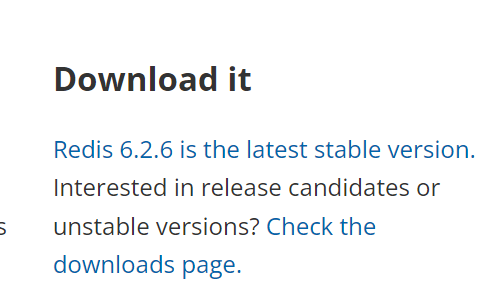 Download it
Redis 6.2.6 is the latest stable version.
Interested in release candidates or
s unstable versions? Check the
downloads page.